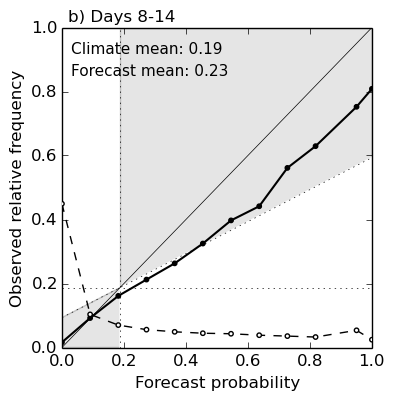 b) Days 8-14
Climate mean: 0.19
Forecast mean: 0.23
1.0
0.8
0.6
0.4
0.2
0.0
Observed relative frequency
0.0 0.2 0.4 0.6 0.8 1.0
Forecast probability